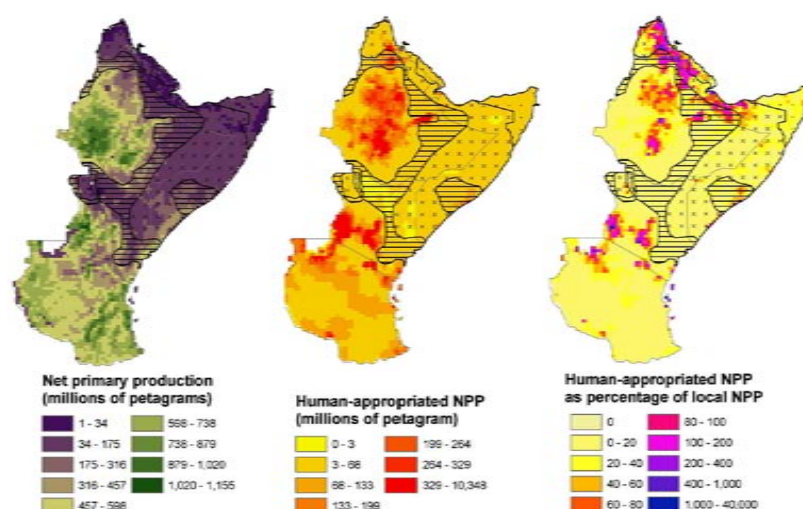 Net primary production
(millions of petagrams)
1 - 34
34 - 175
175 - 316
316 - 457
457 - 598
598 - 738
738 - 879
879 - 1,020
1,020 - 1,155
Human-appropriated NPP
(millions of petagram)
0 - 3
3 - 68
68 - 133
133 - 199
199 - 264
264 - 329
329 - 10,348
Human-appropriated NPP
as percentage of local NPP
0
0 - 20
20 - 40
40 - 60
60 - 80
80 - 100
100 - 200
200 - 400
400 - 1,000
1,000 - 40,000